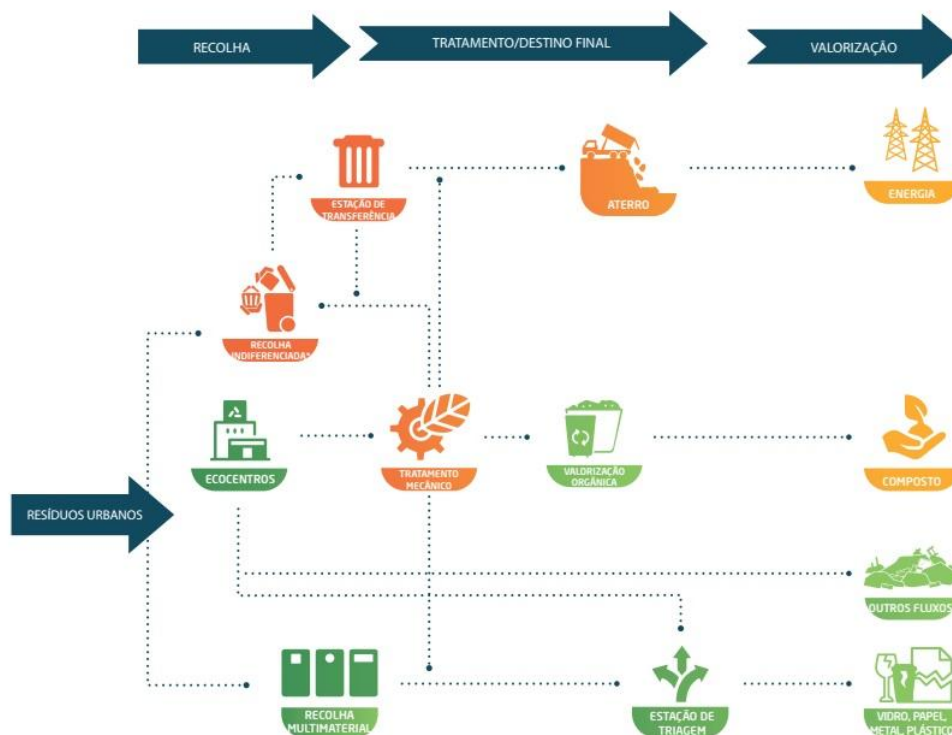 RECOLHA
TRATAMENTO/DESTINO FINAL
VALORIZAÇÃO
ESTAÇÃO DE
TRANSFERÊNCIA
ATERRO
ENERGIA
RECOLHA
INDIFERENCIADA*
ECOCENTROS
TRATAMENTO
MECÂNICO
VALORIZAÇÃO
ORGÂNICA
COMPOSTO
RESÍDUOS URBANOS
OUTROS FLUXOS
RECOLHA
MULTIMATERIAL
ESTAÇÃO DE
TRIAGEM
VIDRO, PAPEL,
METAL, PLÁSTICO